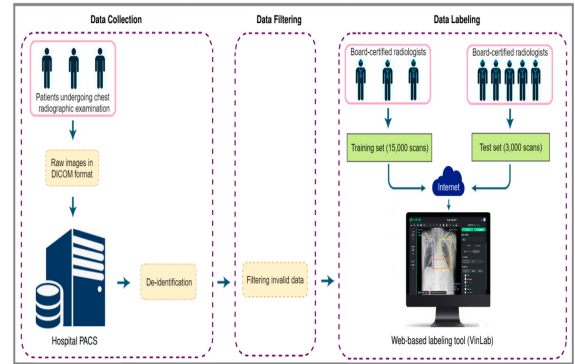 Data Collection
Data Filtering
Data Labeling
Patients undergoing chest
radiographic examination
Raw images in
DICOM format
De-identification
Hospital PACS
Filtering invalid data
Board-certified radiologists
Board-certified radiologists
Training set (15,000 scans)
Test set (3,000 scans)
Internet
Web-based labeling tool (VinLab)